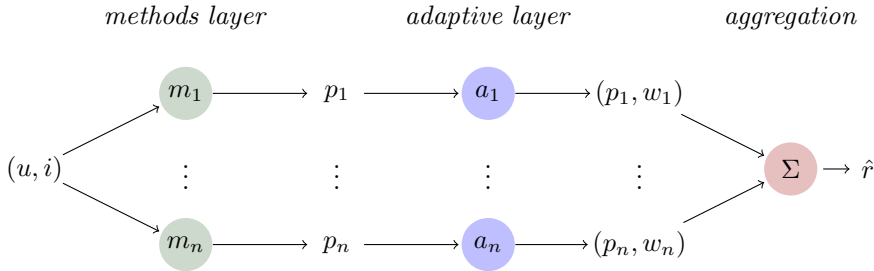 methods layer adaptive layer aggregation
m₁ p₁ a₁ (p₁, w₁)
(u, i) ⋮ ⋮ ⋮ ⋮ Σ r̂
mₙ pₙ aₙ (pₙ, wₙ)